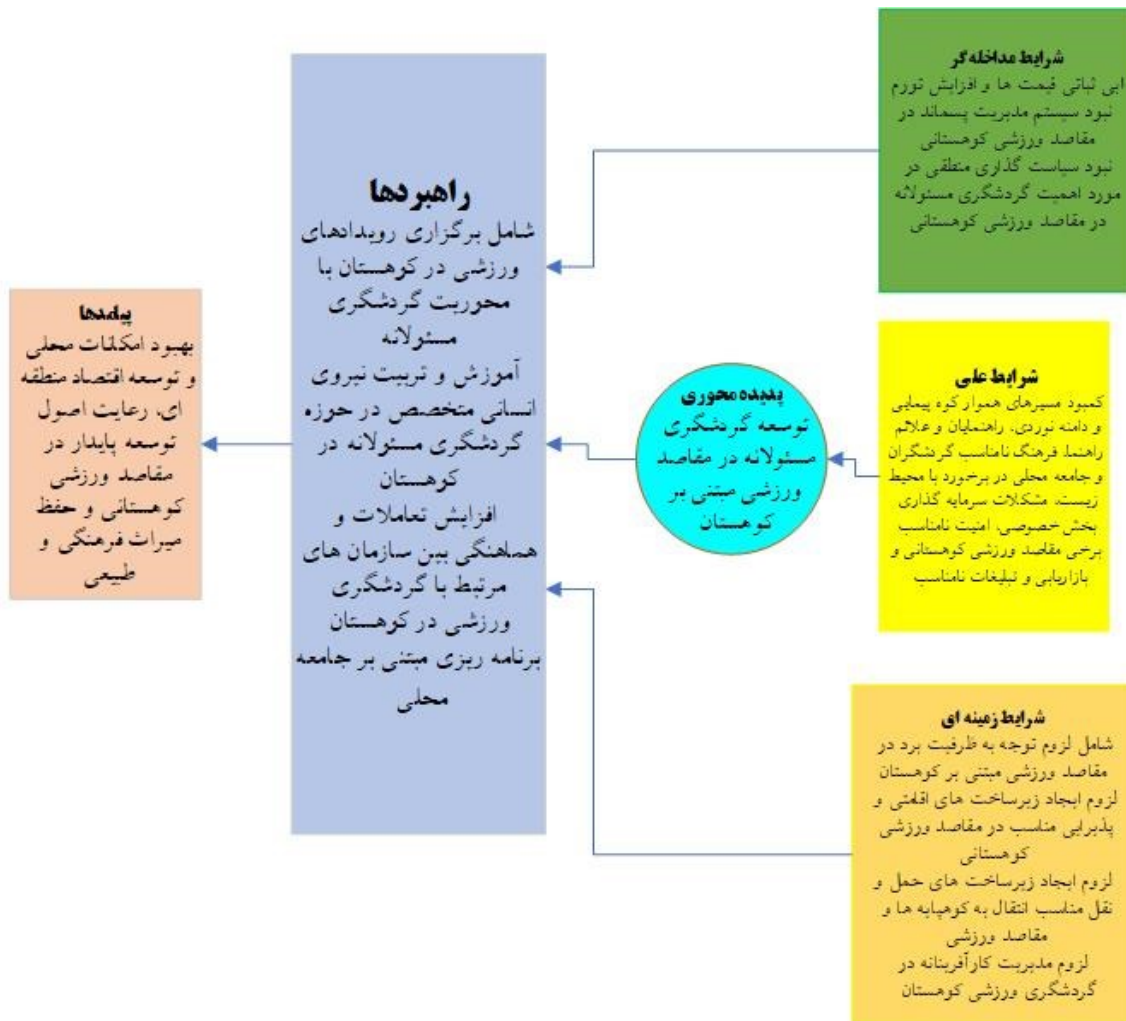 شرایط مداخله‌گر
ابی ثباتی قیمت ها و افزایش تورم
نبود سیستم مدیریت پسماند در
مقاصد ورزشی کوهستانی
نبود سیاست گذاری منطقی در
مورد اهمیت گردشگری مسئولانه
در مقاصد ورزشی کوهستانی
شرایط علی
کمبود مسیرهای هموار کوه پیمایی
و دامنه نوردی، راهنمایان و علائم
راهنما، فرهنگ نامناسب گردشگران
و جامعه محلی در برخورد با محیط
زیست، مشکلات سرمایه گذاری
بخش خصوصی، امنیت نامناسب
برخی مقاصد ورزشی کوهستانی و
بازاریابی و تبلیغات نامناسب
شرایط زمینه ای
شامل لزوم توجه به ظرفیت برد در
مقاصد ورزشی مبتنی بر کوهستان
لزوم ایجاد زیرساخت های اقامتی و
پذیرایی مناسب در مقاصد ورزشی
کوهستانی
لزوم ایجاد زیرساخت های حمل و
نقل مناسب انتقال به کوهپایه ها و
مقاصد ورزشی
لزوم مدیریت کارآفرینانه در
گردشگری ورزشی کوهستان
پدیده محوری
توسعه گردشگری
مسئولانه در مقاصد
ورزشی مبتنی بر
کوهستان
راهبردها
شامل برگزاری رویدادهای
ورزشی در کوهستان با
محوریت گردشگری
مسئولانه
آموزش و تربیت نیروی
انسانی متخصص در حوزه
گردشگری مسئولانه در
کوهستان
افزایش تعاملات و
هماهنگی بین سازمان های
مرتبط با گردشگری
ورزشی در کوهستان
برنامه ریزی مبتنی بر جامعه
محلی
پیامدها
بهبود امکانات محلی
و توسعه اقتصاد منطقه
ای، رعایت اصول
توسعه پایدار در
مقاصد ورزشی
کوهستانی و حفظ
میراث فرهنگی و
طبیعی